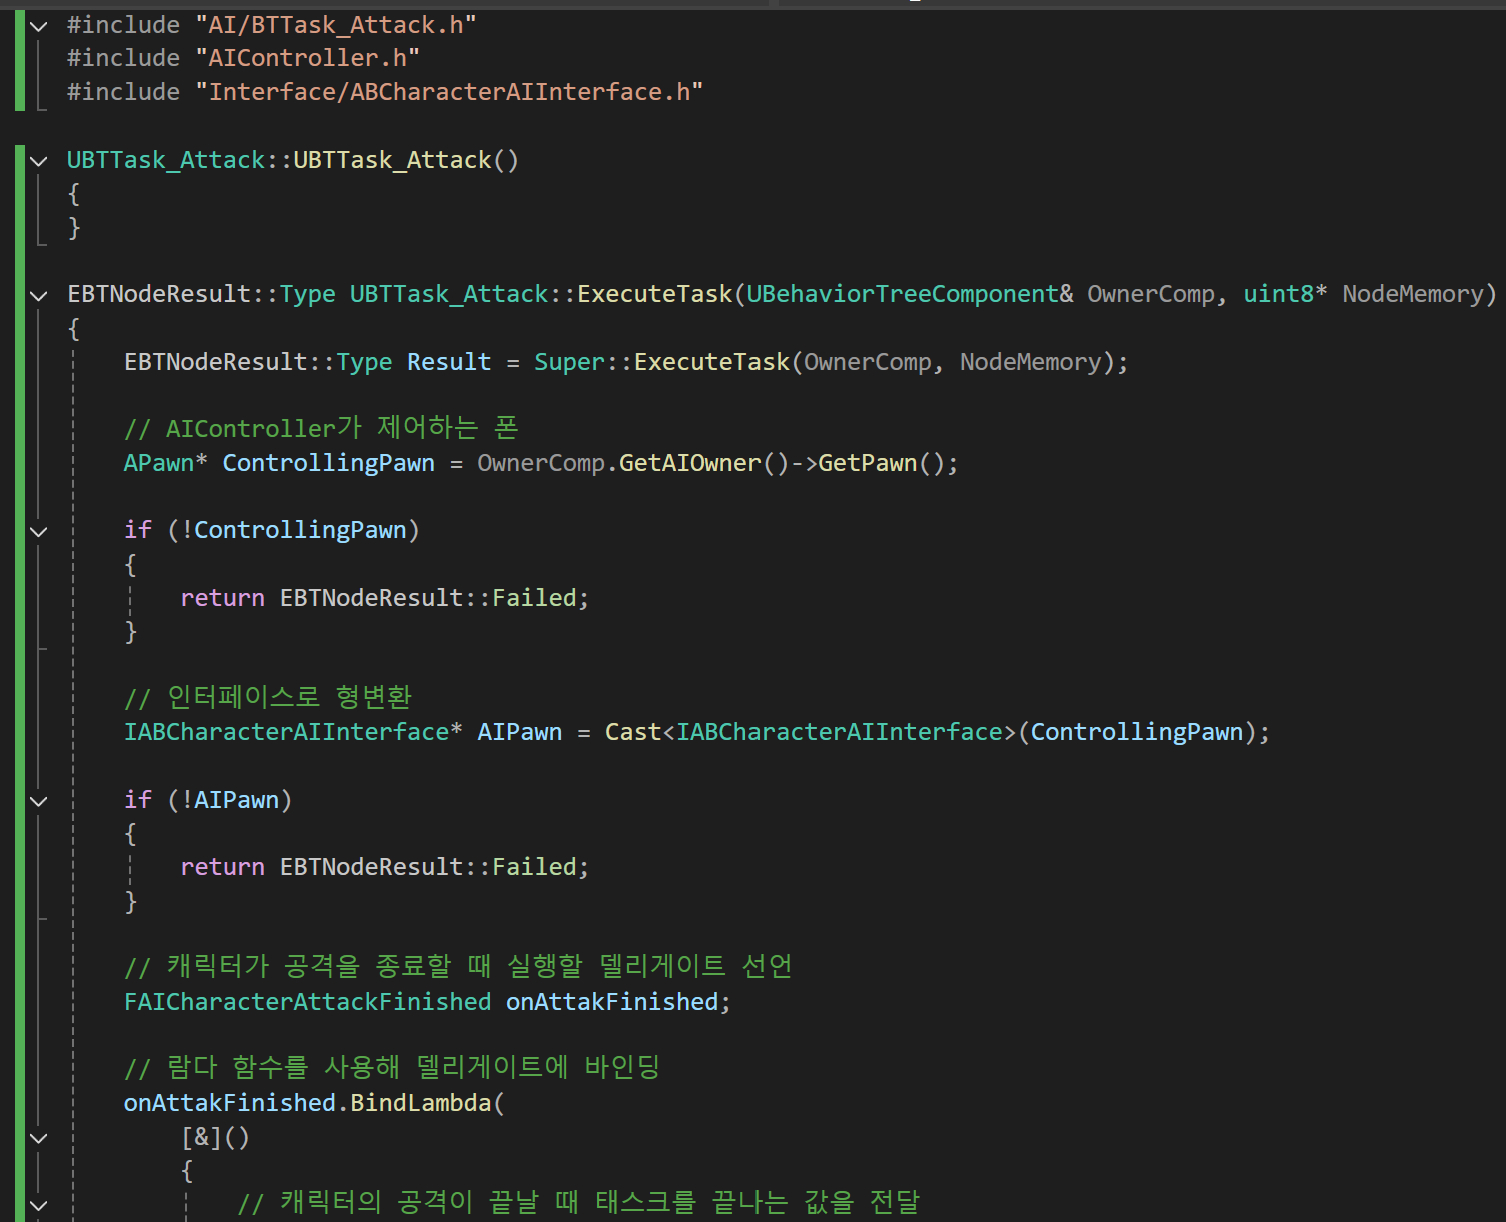 #include "AI/BTTask_Attack.h"
#include "AIController.h"
#include "Interface/ABCharacterAIInterface.h"
UBTTask_Attack::UBTTask_Attack()
{
}
EBTNodeResult::Type UBTTask_Attack::ExecuteTask(UBehaviorTreeComponent& OwnerComp, uint8* NodeMemory)
{
EBTNodeResult::Type Result = Super::ExecuteTask(OwnerComp, NodeMemory);
// AIController가 제어하는 폰
APawn* ControllingPawn = OwnerComp.GetAIOwner()->GetPawn();
if (!ControllingPawn)
{
return EBTNodeResult::Failed;
}
// 인터페이스로 형변환
IABCharacterAIInterface* AIPawn = Cast<IABCharacterAIInterface>(ControllingPawn);
if (!AIPawn)
{
return EBTNodeResult::Failed;
}
// 캐릭터가 공격을 종료할 때 실행할 델리게이트 선언
FAICharacterAttackFinished onAttakFinished;
// 람다 함수를 사용해 델리게이트에 바인딩
onAttakFinished.BindLambda(
[&]()
{
// 캐릭터의 공격이 끝날 때 태스크를 끝나는 값을 전달